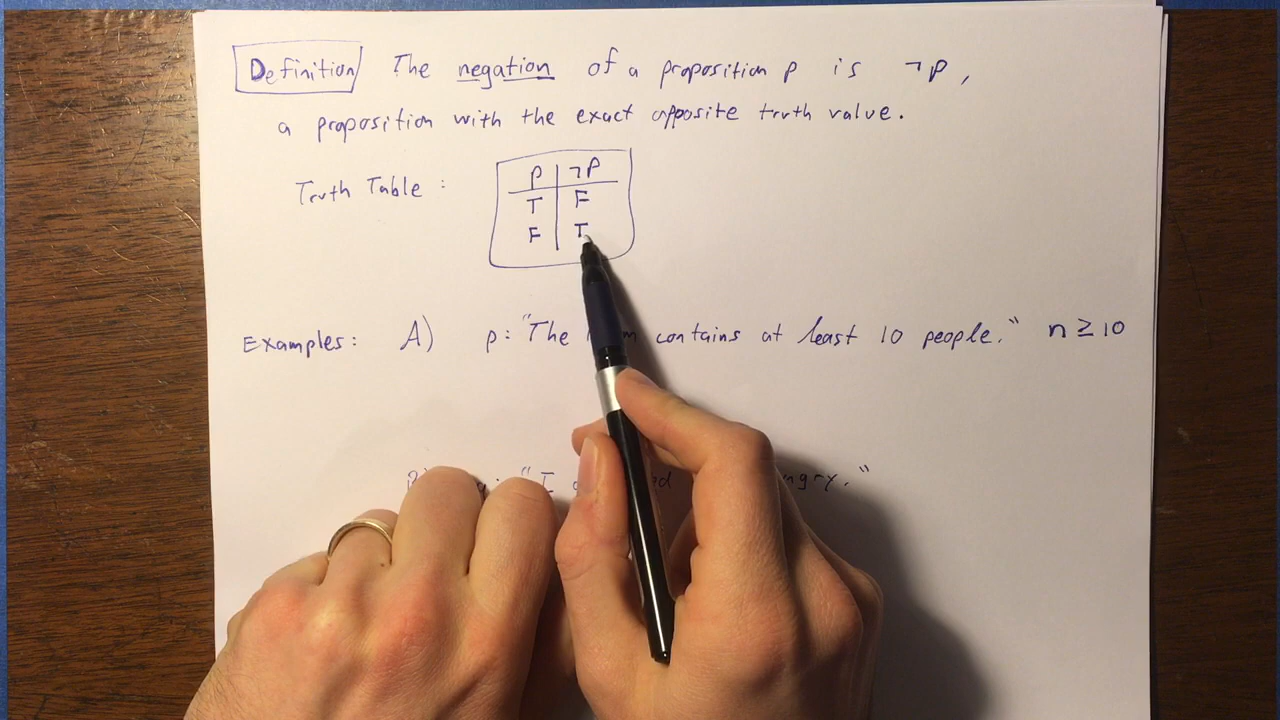 Definition The negation of a proposition p is ¬p,
a proposition with the exact opposite truth value.
Truth Table :
P ¬P
T F
F T
Examples: A) p: "The contains at least 10 people." n ≥ 10
"I